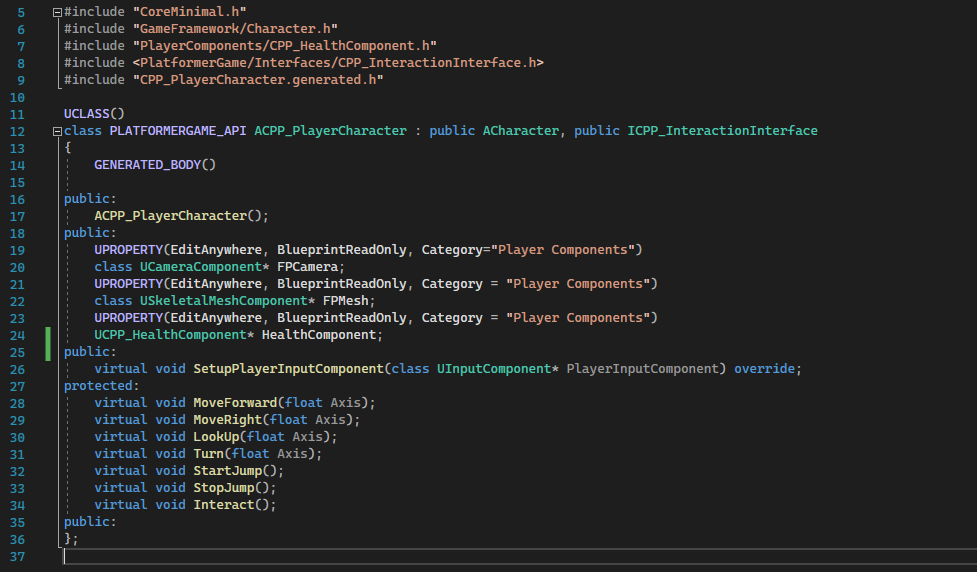 5 #include "CoreMinimal.h"
6 #include "GameFramework/Character.h"
7 #include "PlayerComponents/CPP_HealthComponent.h"
8 #include <PlatformerGame/Interfaces/CPP_InteractionInterface.h>
9 #include "CPP_PlayerCharacter.generated.h"
10
11 UCLASS()
12 class PLATFORMERGAME_API ACPP_PlayerCharacter : public ACharacter, public ICPP_InteractionInterface
13 {
14     GENERATED_BODY()
15
16 public:
17     ACPP_PlayerCharacter();
18 public:
19     UPROPERTY(EditAnywhere, BlueprintReadOnly, Category="Player Components")
20     class UCameraComponent* FPCamera;
21     UPROPERTY(EditAnywhere, BlueprintReadOnly, Category = "Player Components")
22     class USkeletalMeshComponent* FPMesh;
23     UPROPERTY(EditAnywhere, BlueprintReadOnly, Category = "Player Components")
24     UCPP_HealthComponent* HealthComponent;
25 public:
26     virtual void SetupPlayerInputComponent(class UInputComponent* PlayerInputComponent) override;
27 protected:
28     virtual void MoveForward(float Axis);
29     virtual void MoveRight(float Axis);
30     virtual void LookUp(float Axis);
31     virtual void Turn(float Axis);
32     virtual void StartJump();
33     virtual void StopJump();
34     virtual void Interact();
35 public:
36 };
37